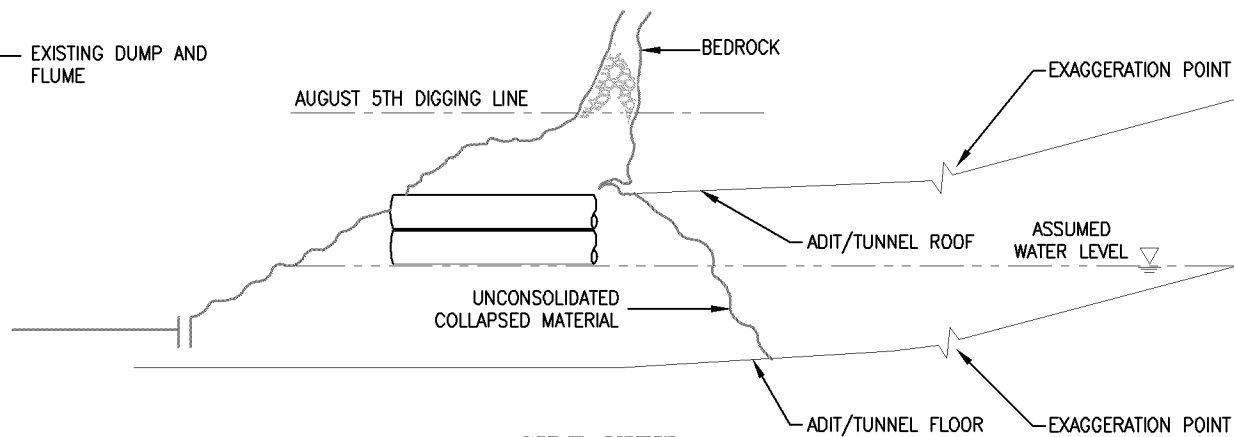 EXISTING DUMP AND
FLUME
BEDROCK
EXAGGERATION POINT
AUGUST 5TH DIGGING LINE
ADIT/TUNNEL ROOF
ASSUMED
WATER LEVEL
UNCONSOLIDATED
COLLAPSED MATERIAL
ADIT/TUNNEL FLOOR
EXAGGERATION POINT